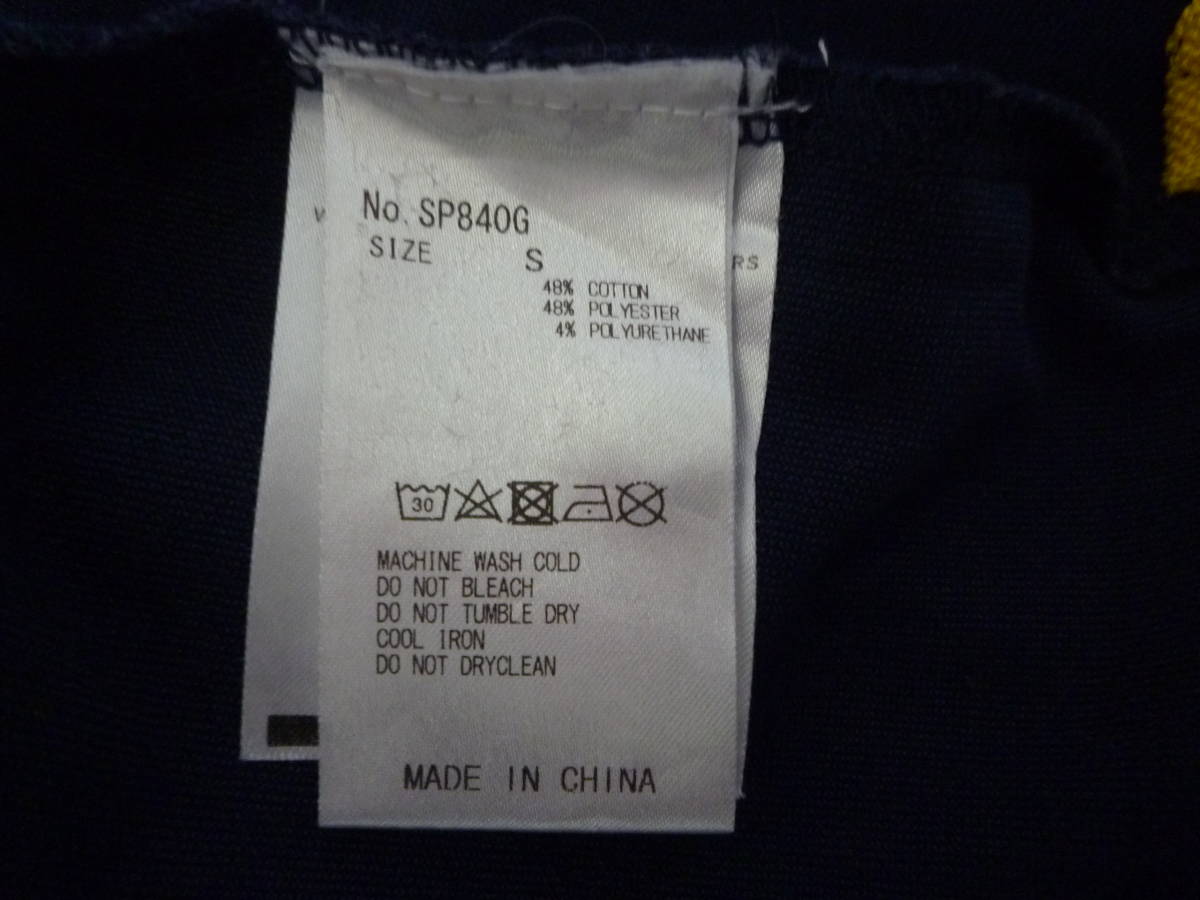 No. SP840G
SIZE S
48% COTTON
48% POLYESTER
4% POLYURETHANE
30
MACHINE WASH COLD
DO NOT BLEACH
DO NOT TUMBLE DRY
COOL IRON
DO NOT DRYCLEAN
MADE IN CHINA